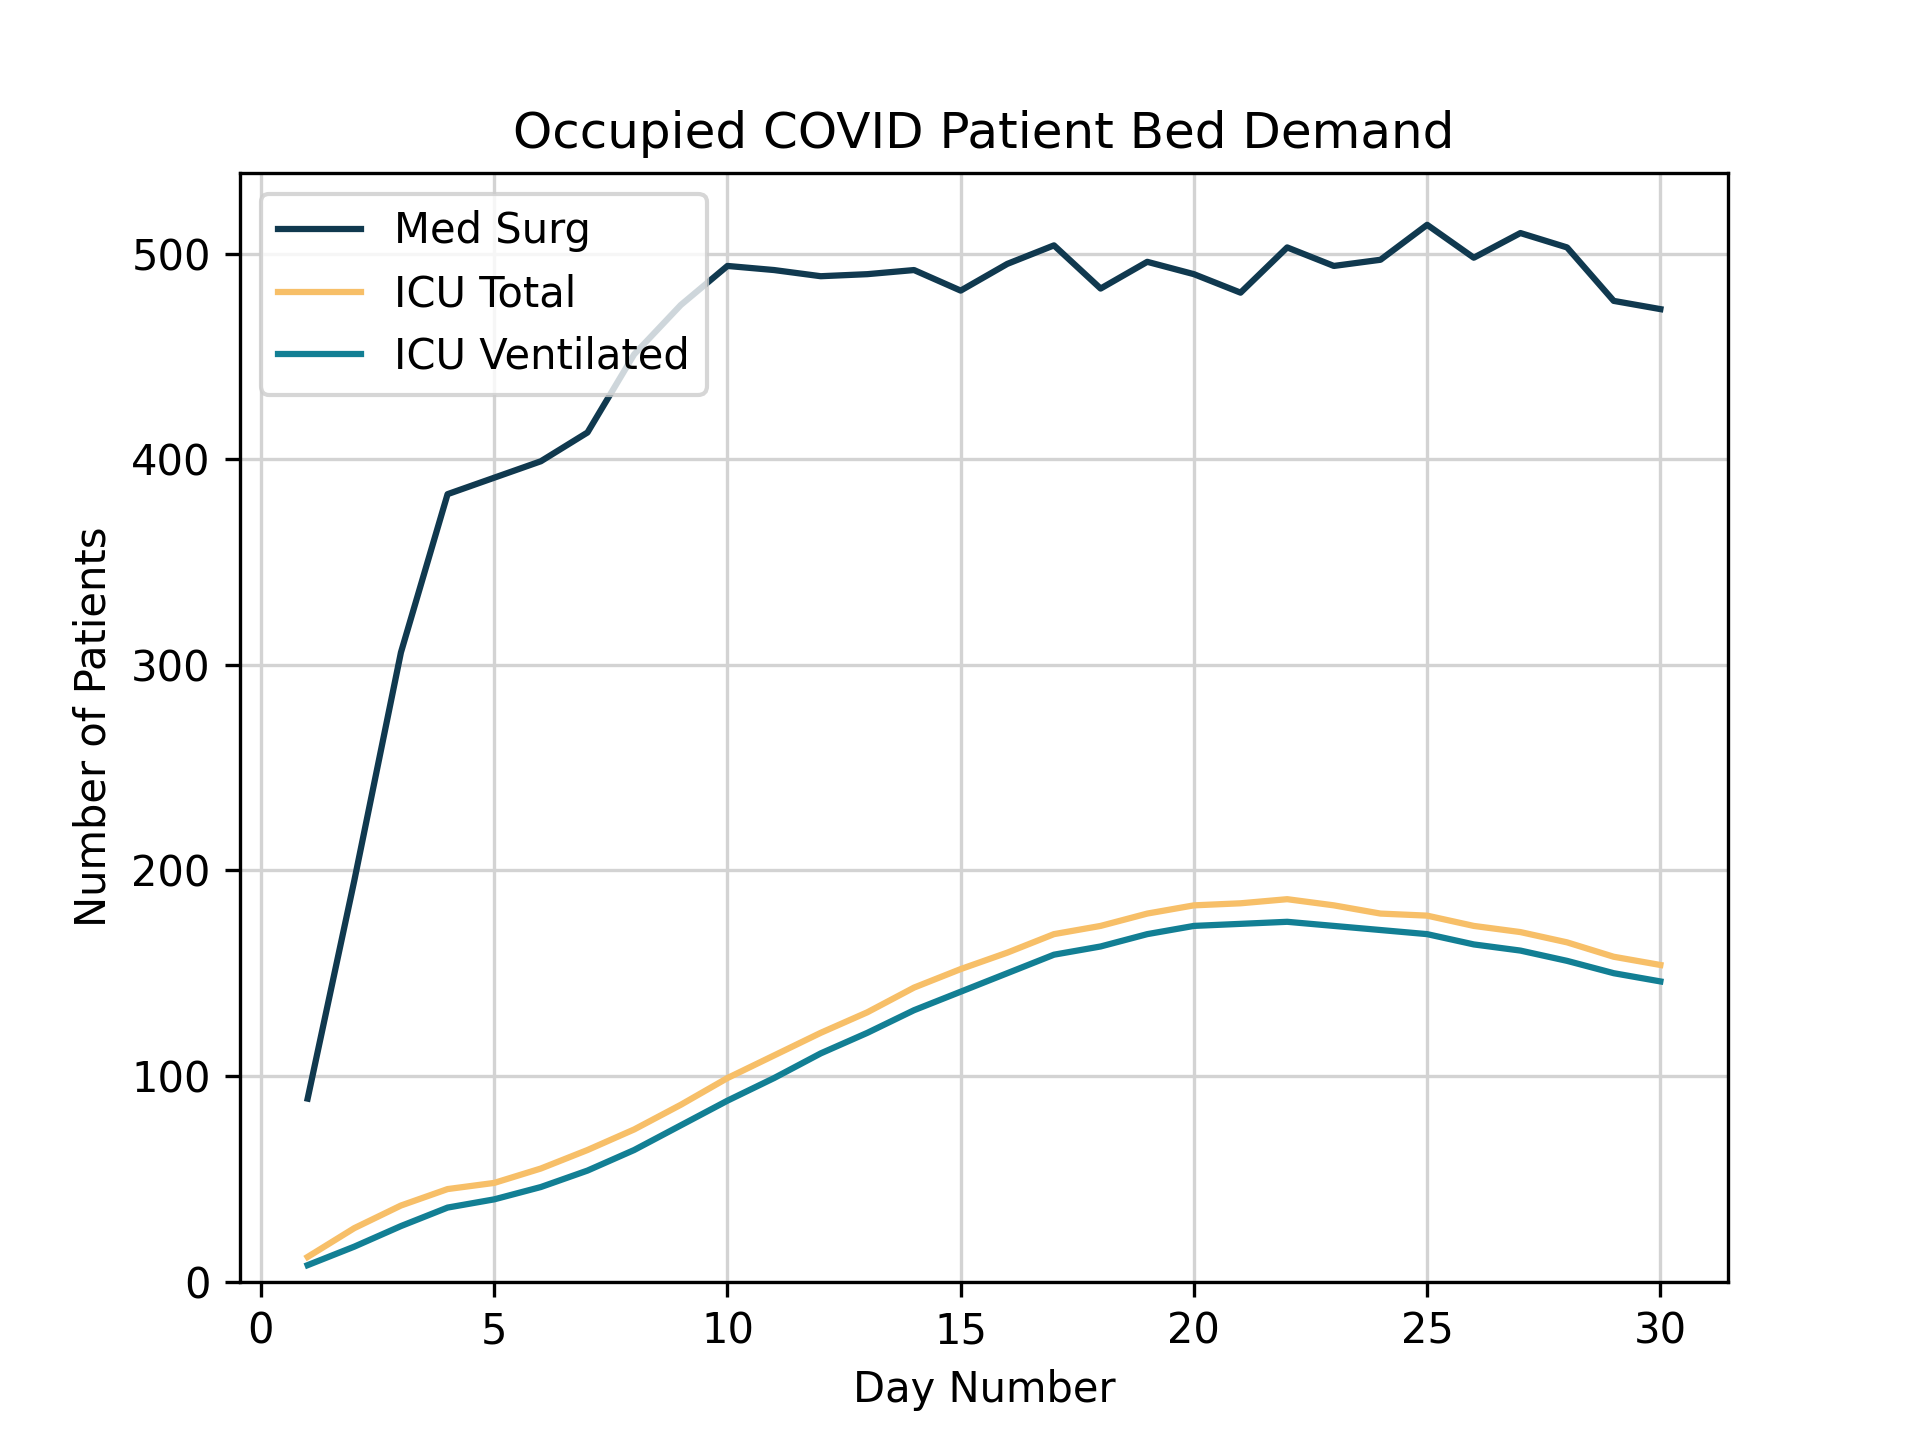 Occupied COVID Patient Bed Demand
Med Surg
ICU Total
ICU Ventilated
500
400
300
200
100
0
Number of Patients
0 5 10 15 20 25 30
Day Number